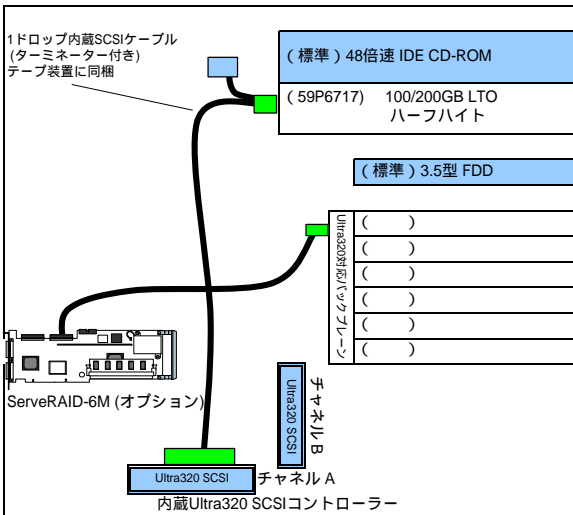 1ドロップ内蔵SCSIケーブル
(ターミネーター付き)
テープ装置に同梱
(標準) 48倍速 IDE CD-ROM
(59P6717) 100/200GB LTO
ハーフハイト
(標準) 3.5型 FDD
Ultra320対応バックプレーン
( )
( )
( )
( )
( )
( )
ServeRAID-6M (オプション)
Ultra320 SCSI
チャネル B
Ultra320 SCSI
チャネル A
内蔵Ultra320 SCSIコントローラー